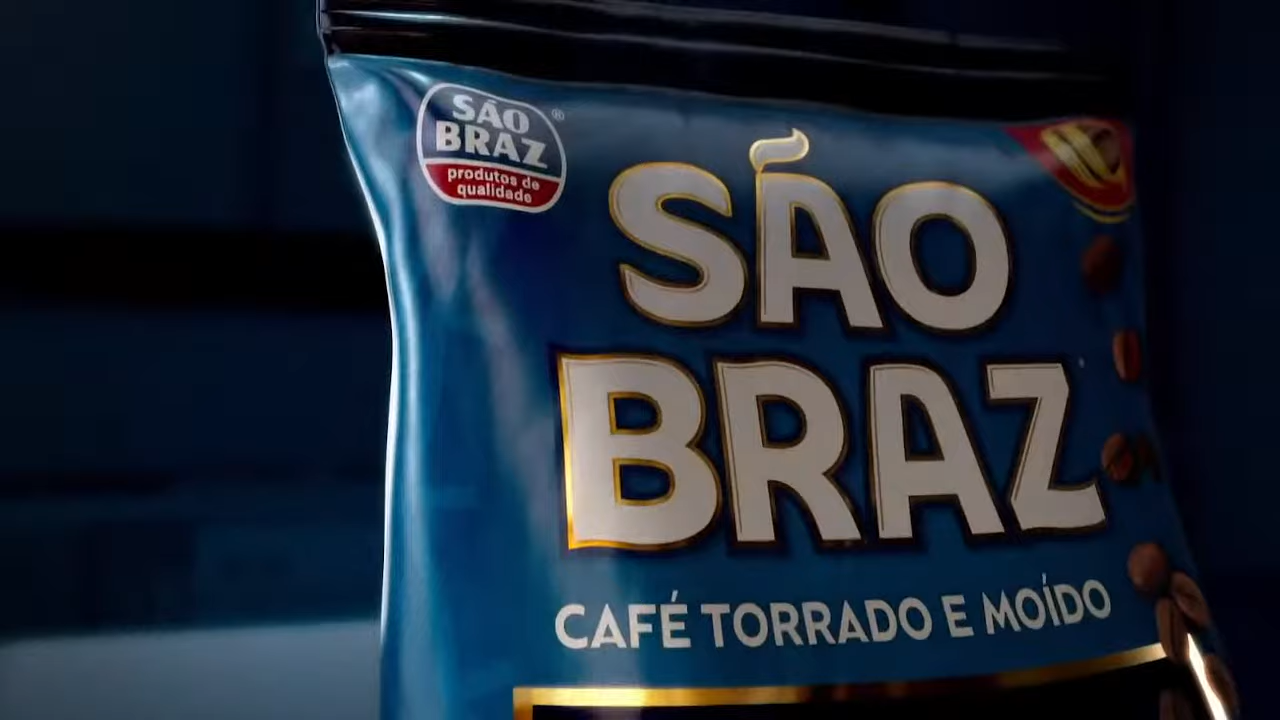 SÃO
BRAZ
®
produtos de
qualidade
SÃO
BRAZ
CAFÉ TORRADO E MOÍDO